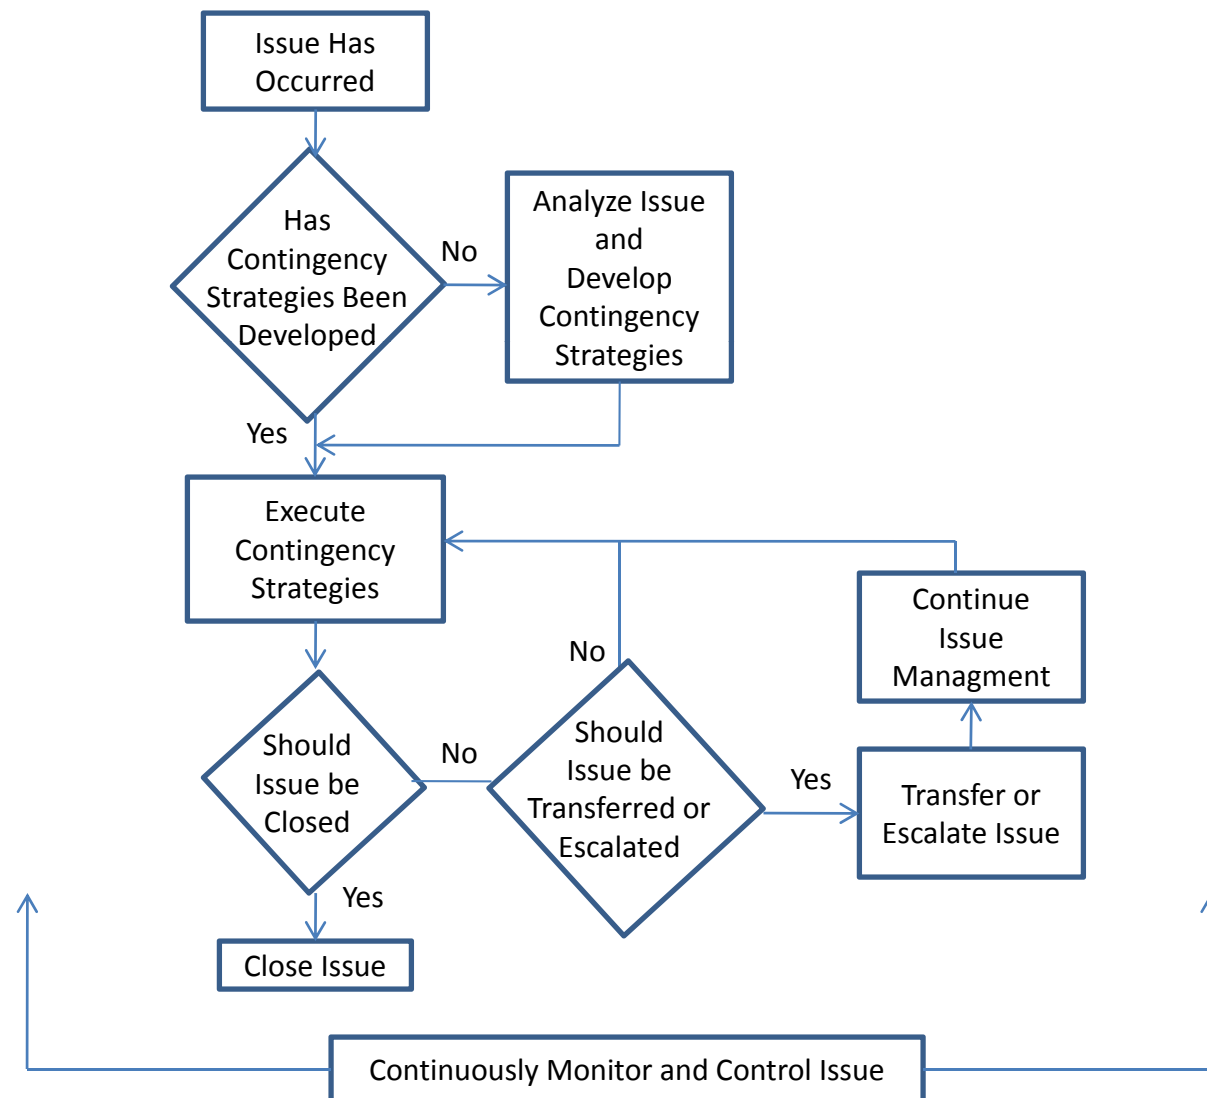 Issue Has
Occurred
Has
Contingency
Strategies Been
Developed
No
Analyze Issue
and
Develop
Contingency
Strategies
Yes
Execute
Contingency
Strategies
Continue
Issue
Managment
No
Should
Issue be
Closed
No
Should
Issue be
Transferred or
Escalated
Yes
Transfer or
Escalate Issue
Yes
Close Issue
Continuously Monitor and Control Issue